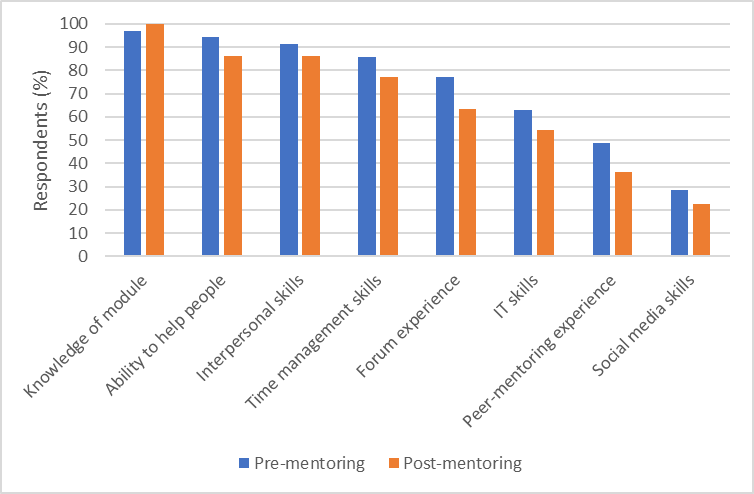 Respondents (%)
100
90
80
70
60
50
40
30
20
10
0
Knowledge of module
Ability to help people
Interpersonal skills
Time management skills
Forum experience
IT skills
Peer-mentoring experience
Social media skills
Pre-mentoring Post-mentoring